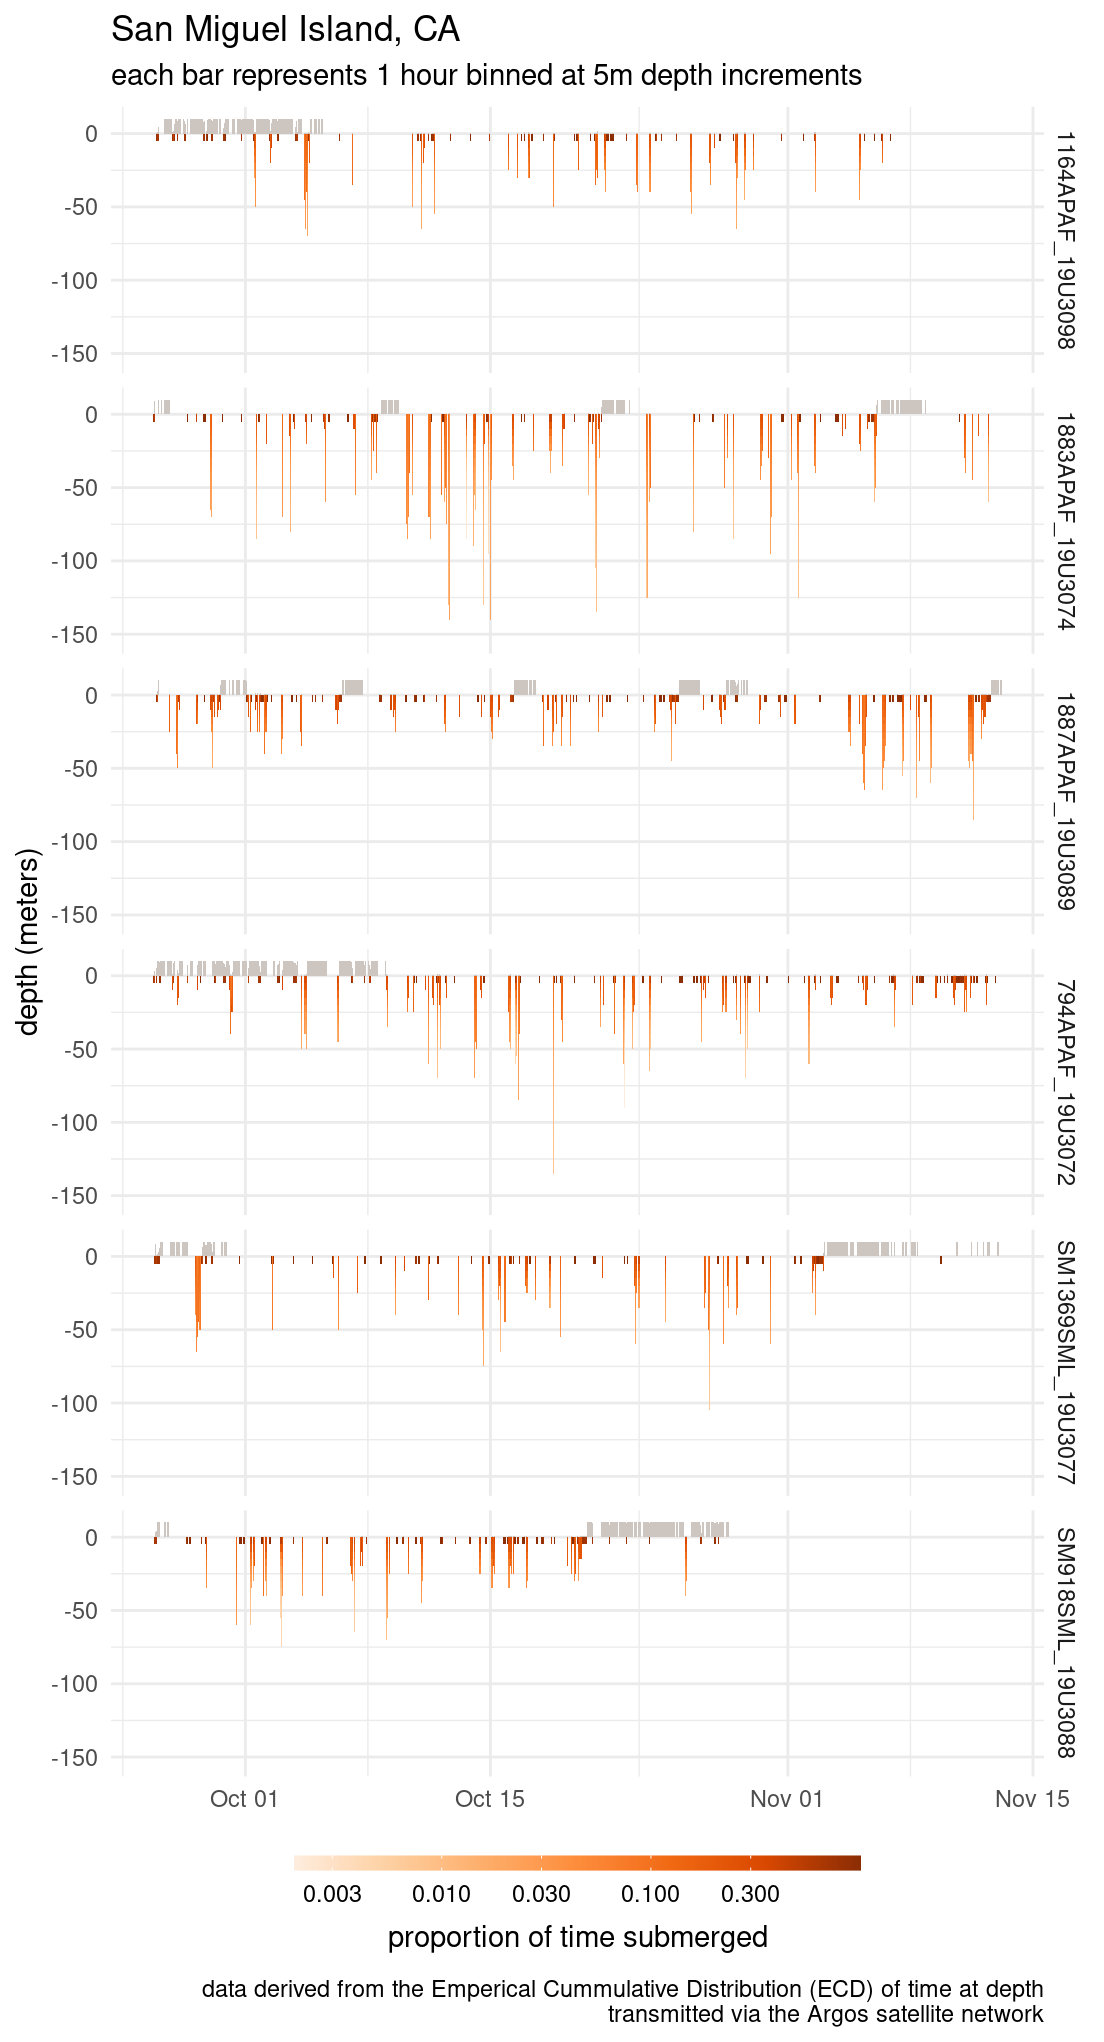 San Miguel Island, CA
each bar represents 1 hour binned at 5m depth increments
depth (meters)
0
-50
-100
-150
1164APAF_19U3098
0
-50
-100
-150
1883APAF_19U3074
0
-50
-100
-150
1887APAF_19U3089
0
-50
-100
-150
794APAF_19U3072
0
-50
-100
-150
SM1369SML_19U3077
0
-50
-100
-150
SM918SML_19U3088
Oct 01 Oct 15 Nov 01 Nov 15
0.003 0.010 0.030 0.100 0.300
proportion of time submerged
data derived from the Emperical Cummulative Distribution (ECD) of time at depth
transmitted via the Argos satellite network